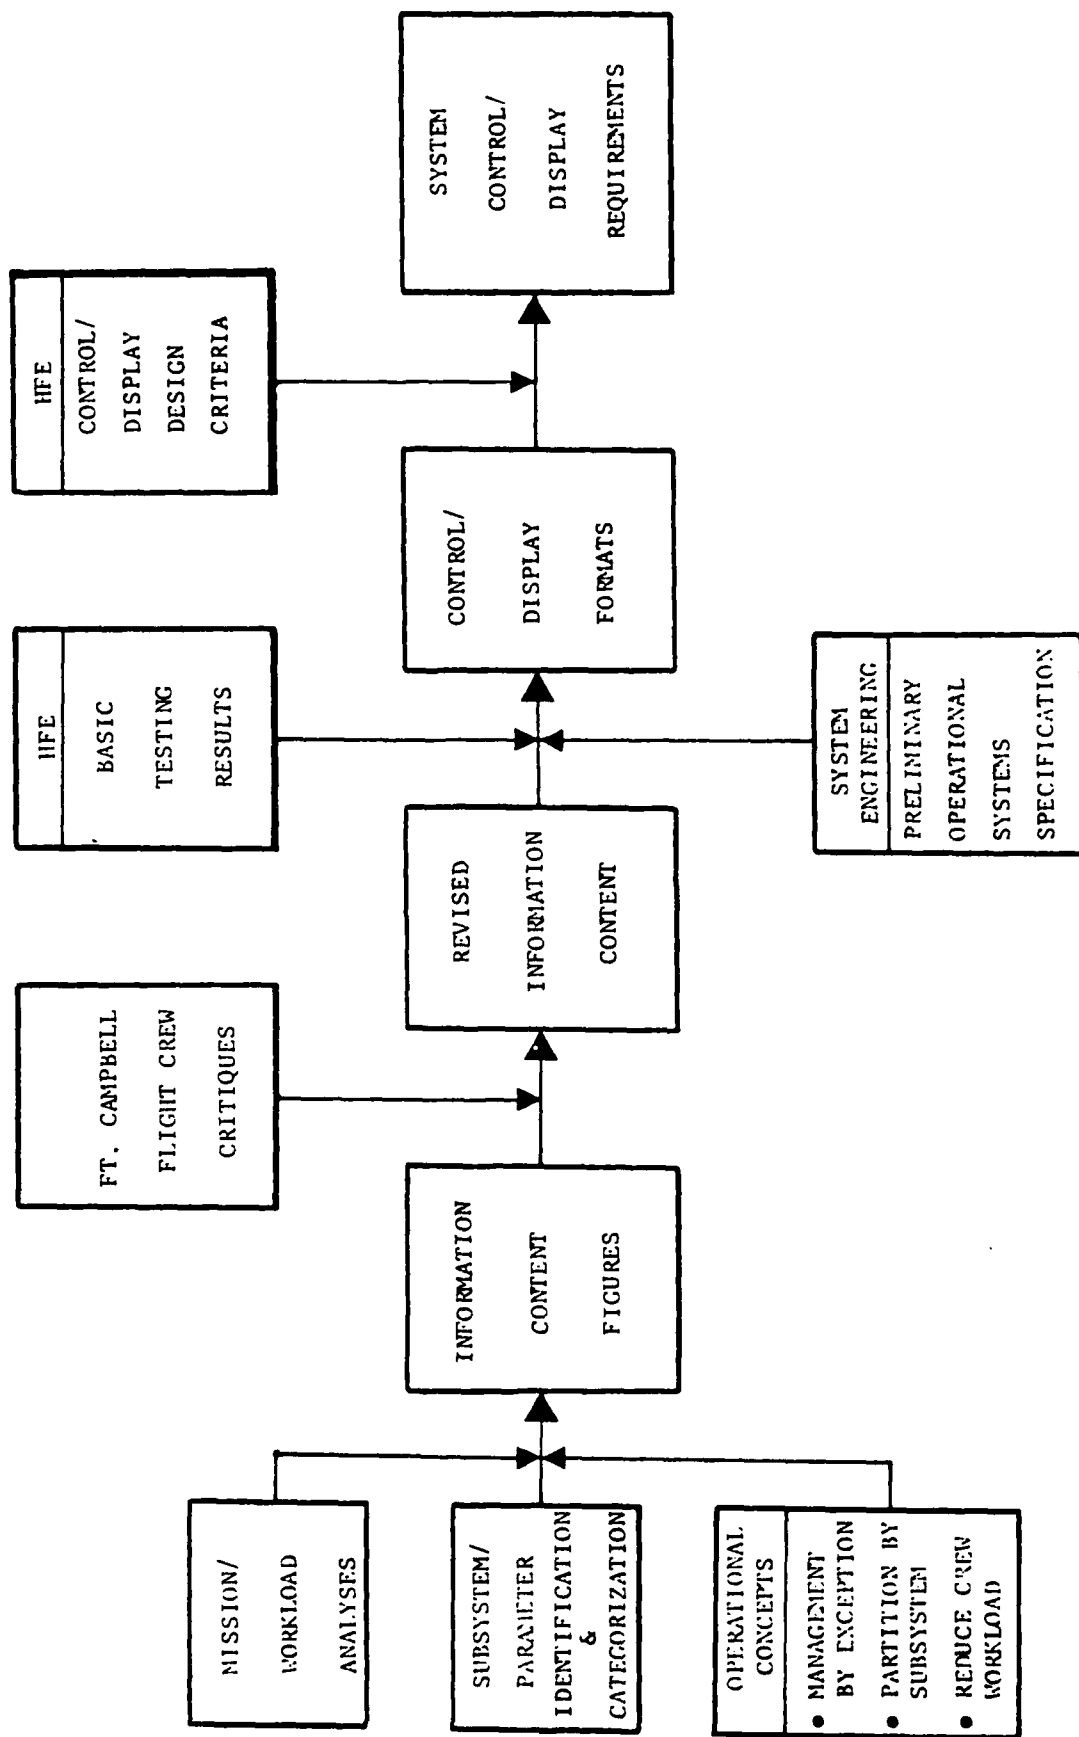 MISSION/
WORKLOAD
ANALYSES
SUBSYSTEM/
PARAMETER
IDENTIFICATION
&
CATEGORIZATION
OPERATIONAL
CONCEPTS
● MANAGEMENT
BY EXCEPTION
● PARTITION BY
SUBSYSTEM
● REDUCE CREW
WORKLOAD
INFORMATION
CONTENT
FIGURES
FT. CAMPBELL
FLIGHT CREW
CRITIQUES
REVISED
INFORMATION
CONTENT
HFE
BASIC
TESTING
RESULTS
SYSTEM
ENGINEERING
PRELIMINARY
OPERATIONAL
SYSTEMS
SPECIFICATION
CONTROL/
DISPLAY
FORMATS
HFE
CONTROL/
DISPLAY
DESIGN
CRITERIA
SYSTEM
CONTROL/
DISPLAY
REQUIREMENTS